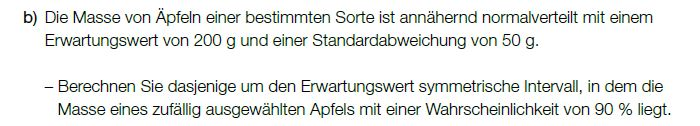 b) Die Masse von Äpfeln einer bestimmten Sorte ist annähernd normalverteilt mit einem
Erwartungswert von 200 g und einer Standardabweichung von 50 g.
– Berechnen Sie dasjenige um den Erwartungswert symmetrische Intervall, in dem die
Masse eines zufällig ausgewählten Apfels mit einer Wahrscheinlichkeit von 90 % liegt.